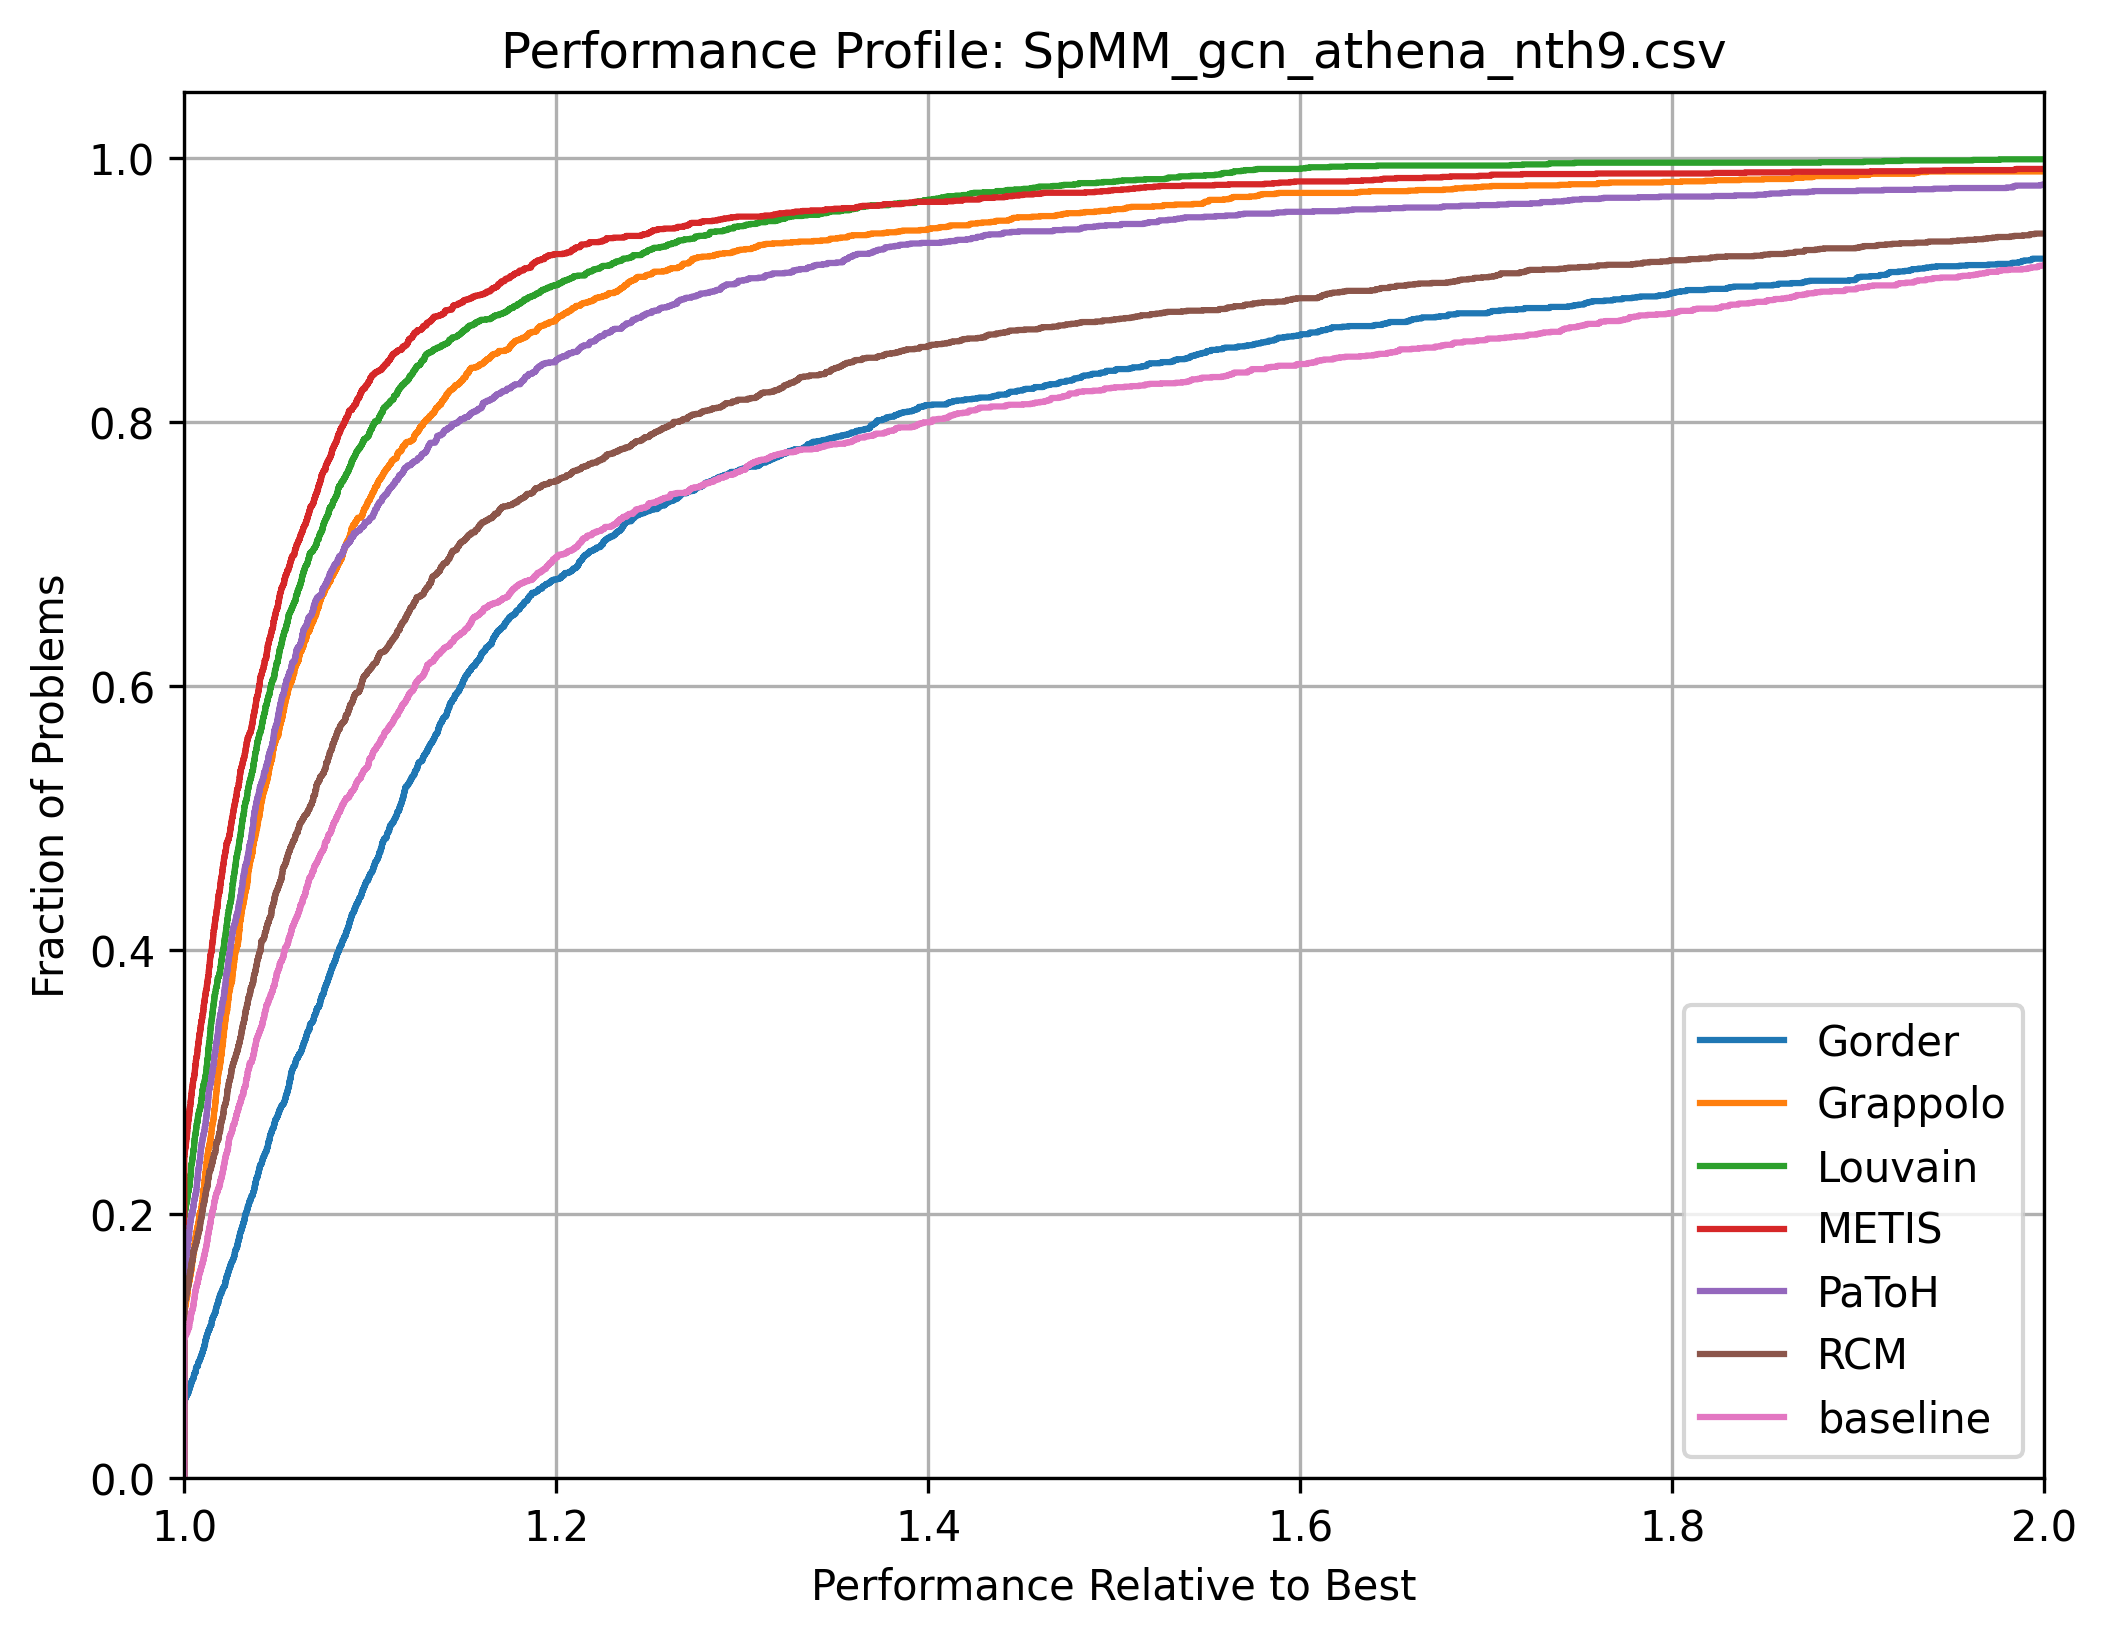 Performance Profile: SpMM_gcn_athena_nth9.csv
1.0
0.8
0.6
0.4
0.2
0.0
Fraction of Problems
1.0 1.2 1.4 1.6 1.8 2.0
Performance Relative to Best
Gorder
Grappolo
Louvain
METIS
PaToH
RCM
baseline